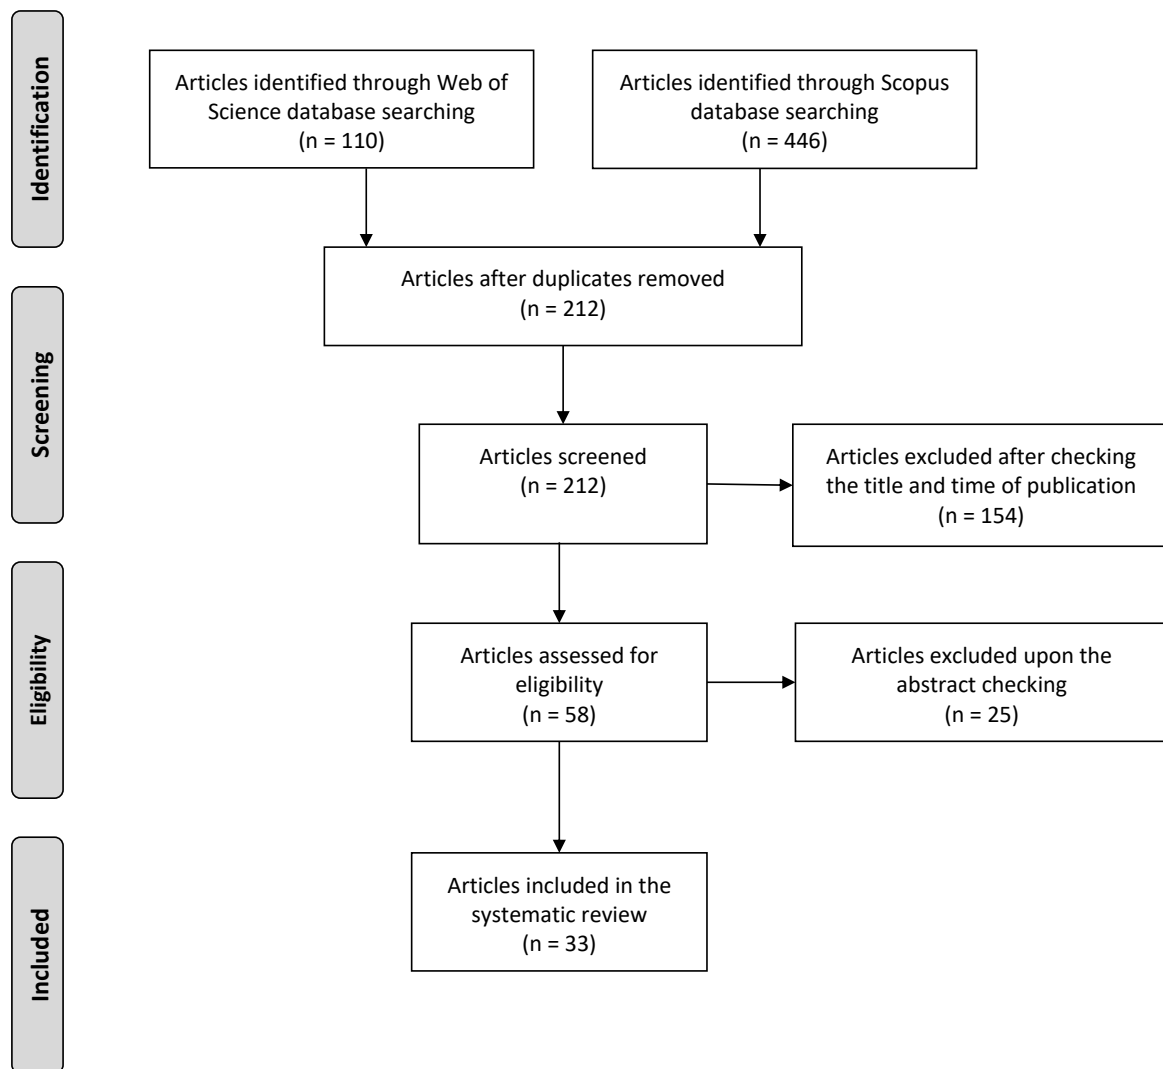 Identification
Articles identified through Web of
Science database searching
(n = 110)
Articles identified through Scopus
database searching
(n = 446)
Articles after duplicates removed
(n = 212)
Screening
Articles screened
(n = 212)
Articles excluded after checking
the title and time of publication
(n = 154)
Eligibility
Articles assessed for
eligibility
(n = 58)
Articles excluded upon the
abstract checking
(n = 25)
Included
Articles included in the
systematic review
(n = 33)